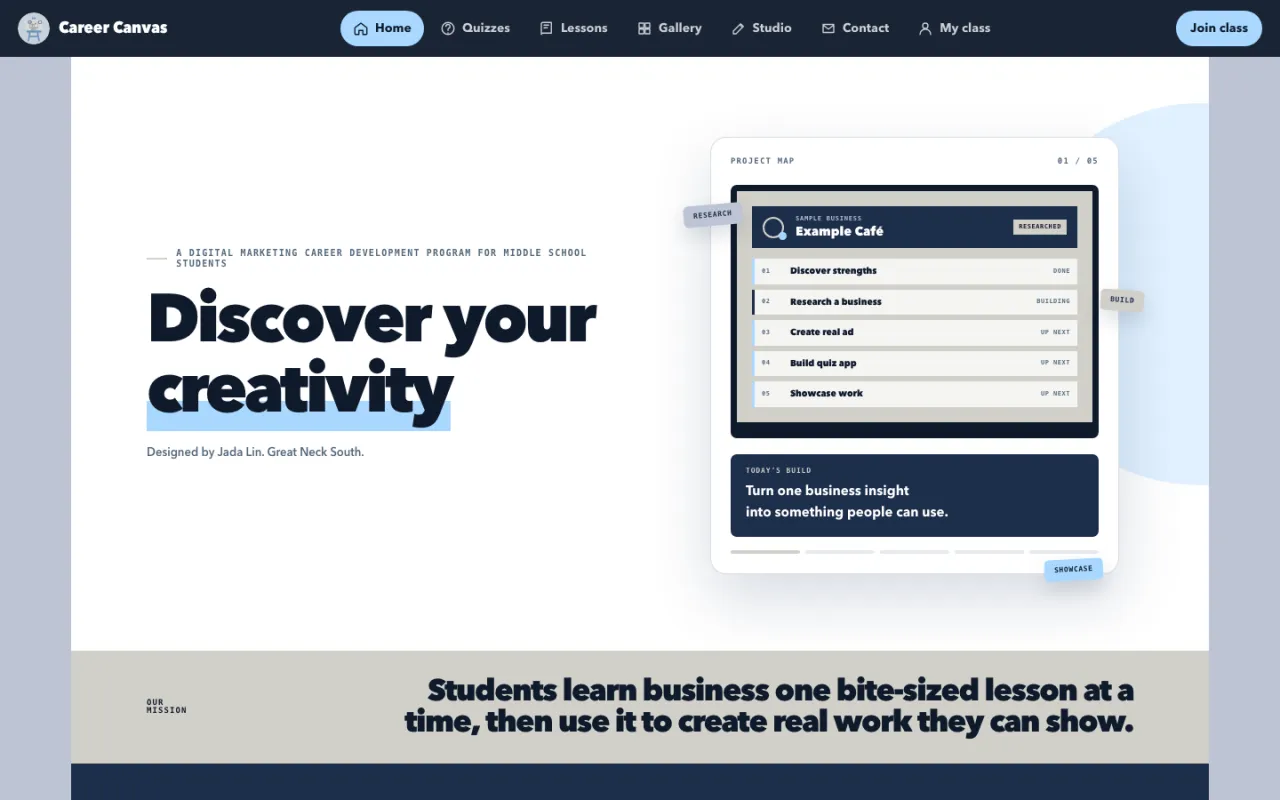 Career Canvas
Home
Quizzes
Lessons
Gallery
Studio
Contact
My class
Join class
A DIGITAL MARKETING CAREER DEVELOPMENT PROGRAM FOR MIDDLE SCHOOL
STUDENTS
Discover your
creativity
Designed by Jada Lin. Great Neck South.
PROJECT MAP
01 / 05
RESEARCH
SAMPLE BUSINESS
Example Café
RESEARCHED
01 Discover strengths DONE
02 Research a business BUILDING
03 Create real ad UP NEXT
04 Build quiz app UP NEXT
05 Showcase work UP NEXT
BUILD
TODAY'S BUILD
Turn one business insight
into something people can use.
SHOWCASE
OUR
MISSION
Students learn business one bite-sized lesson at a
time, then use it to create real work they can show.